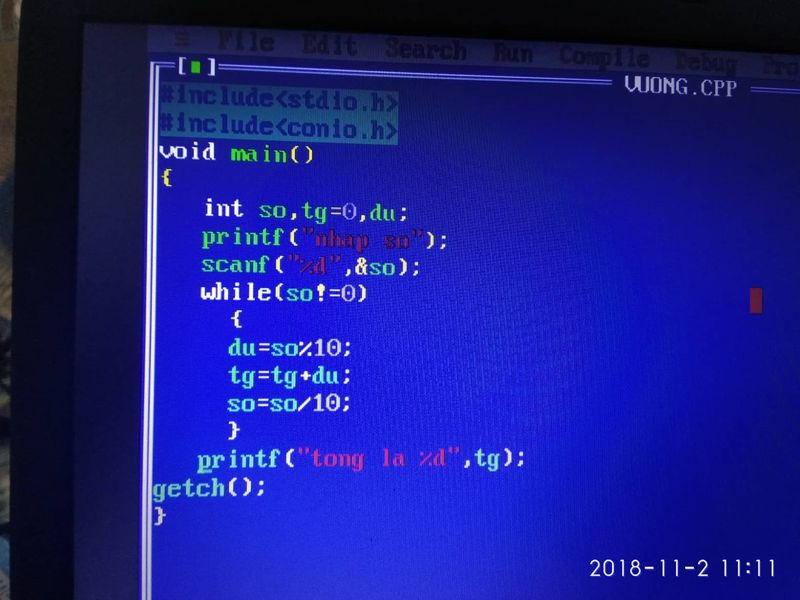 ≡ File Edit Search Run Compile Debug Pro
[■] VUONG.CPP
#include<stdio.h>
#include<conio.h>
void main()
{
int so,tg=0,du;
printf("nhap so");
scanf("%d",&so);
while(so!=0)
{
du=so%10;
tg=tg+du;
so=so/10;
}
printf("tong la %d",tg);
getch();
}
2018-11-2 11:11